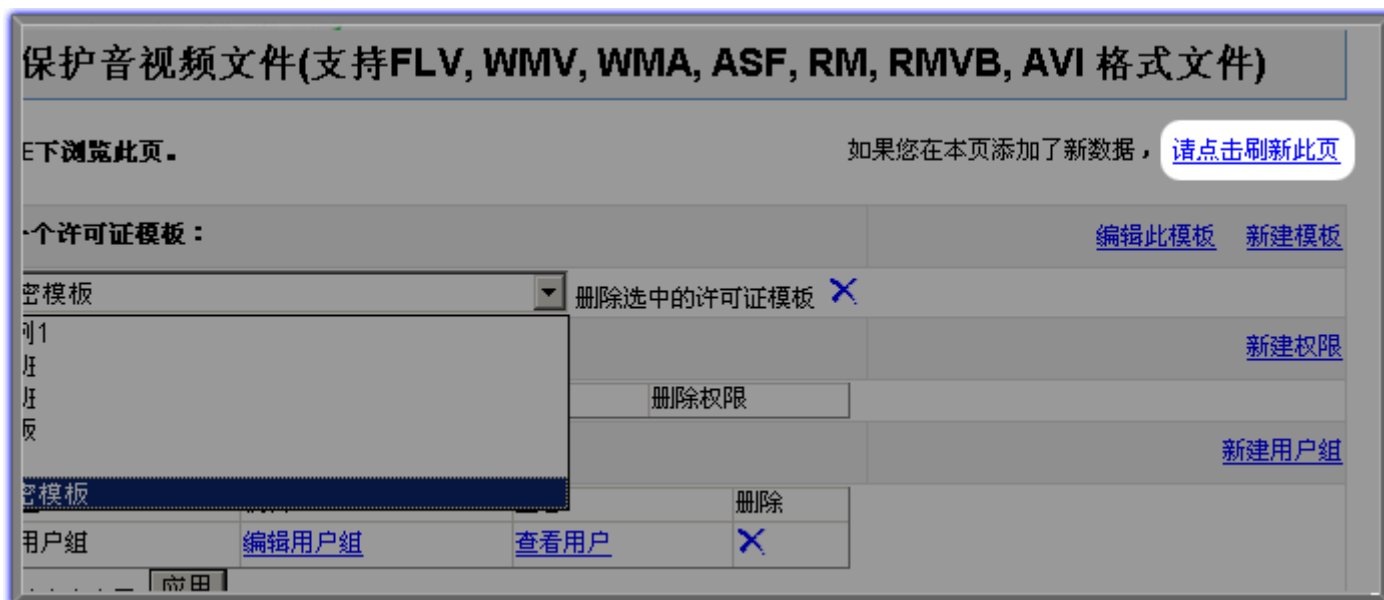 保护音视频文件(支持FLV, WMV, WMA, ASF, RM, RMVB, AVI 格式文件)
E下浏览此页。 如果您在本页添加了新数据, 请点击刷新此页
个许可证模板： 编辑此模板 新建模板
密模板 删除选中的许可证模板
列1
班
班
板
新建权限
删除权限
新建用户组
密模板
删除
用户组 编辑用户组 查看用户
应用